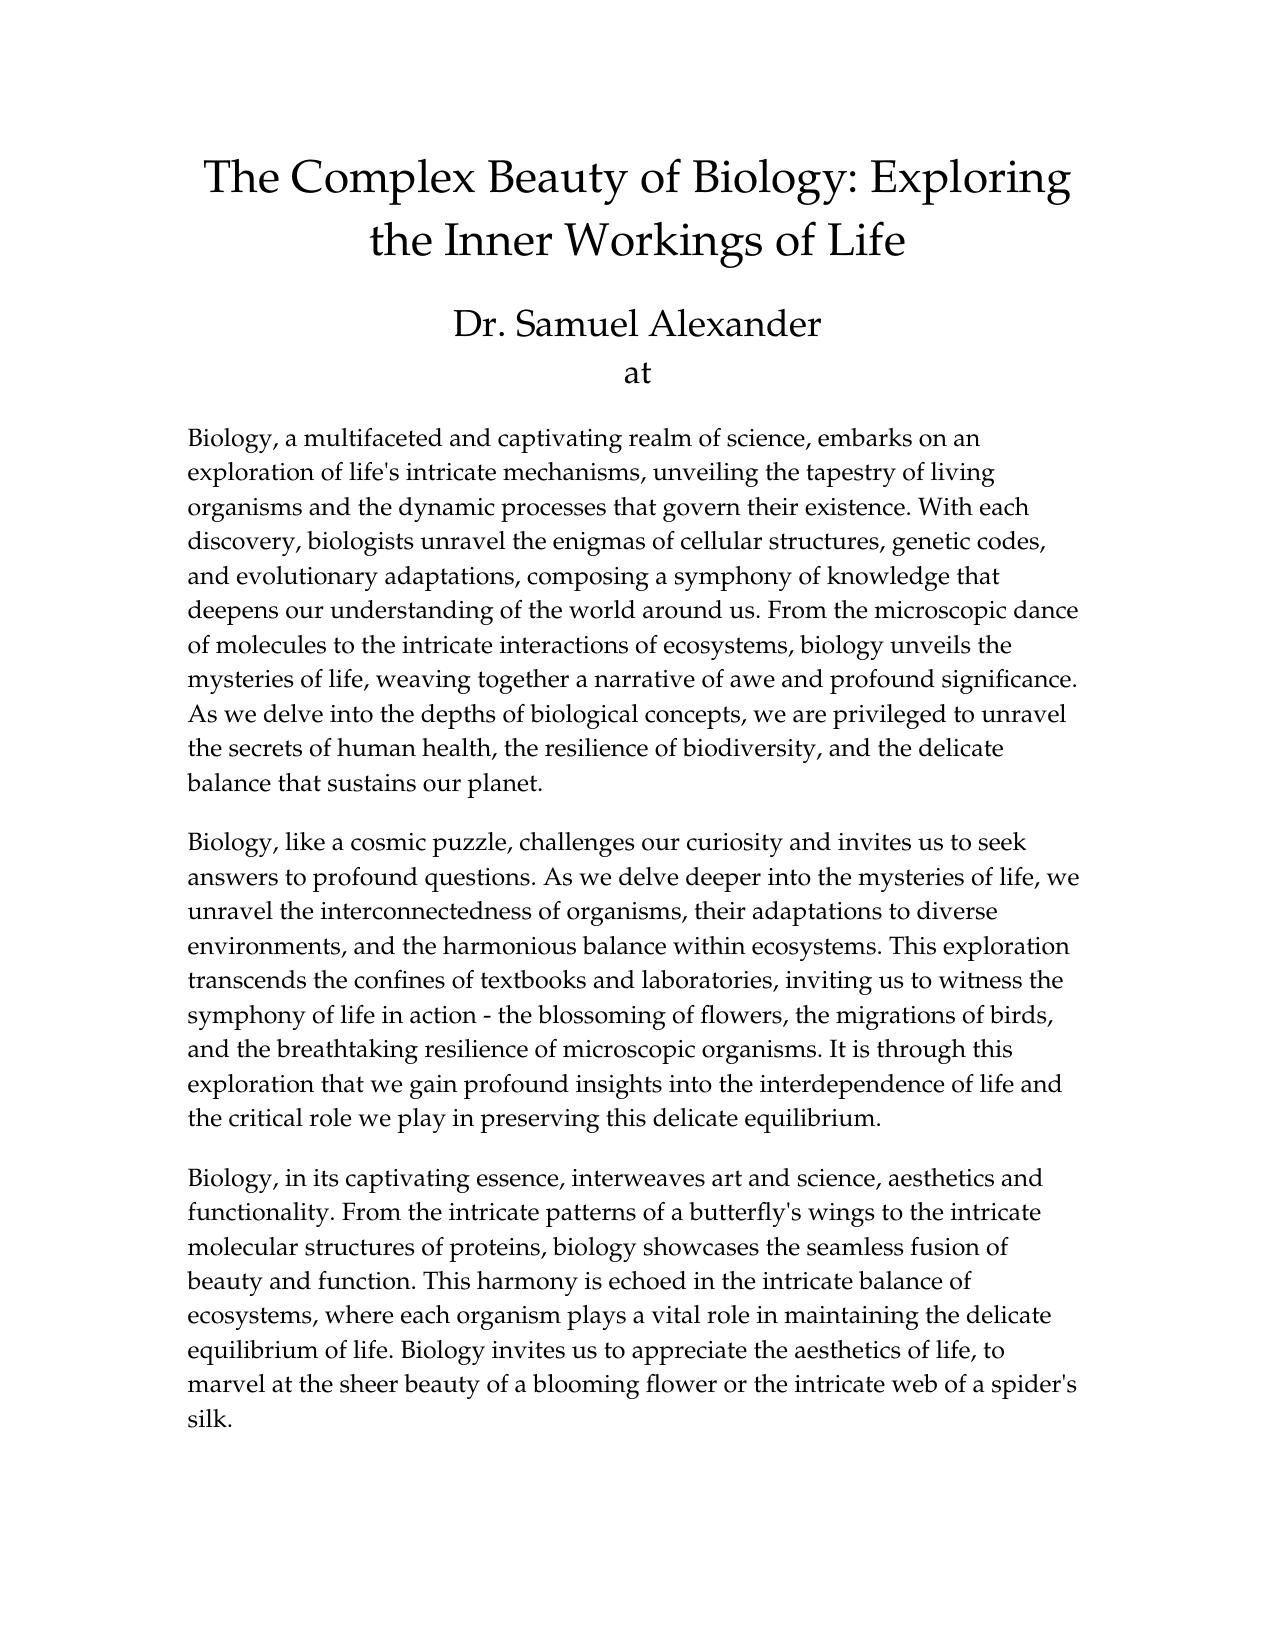 The Complex Beauty of Biology: Exploring
the Inner Workings of Life
Dr. Samuel Alexander
at
Biology, a multifaceted and captivating realm of science, embarks on an
exploration of life's intricate mechanisms, unveiling the tapestry of living
organisms and the dynamic processes that govern their existence. With each
discovery, biologists unravel the enigmas of cellular structures, genetic codes,
and evolutionary adaptations, composing a symphony of knowledge that
deepens our understanding of the world around us. From the microscopic dance
of molecules to the intricate interactions of ecosystems, biology unveils the
mysteries of life, weaving together a narrative of awe and profound significance.
As we delve into the depths of biological concepts, we are privileged to unravel
the secrets of human health, the resilience of biodiversity, and the delicate
balance that sustains our planet.
Biology, like a cosmic puzzle, challenges our curiosity and invites us to seek
answers to profound questions. As we delve deeper into the mysteries of life, we
unravel the interconnectedness of organisms, their adaptations to diverse
environments, and the harmonious balance within ecosystems. This exploration
transcends the confines of textbooks and laboratories, inviting us to witness the
symphony of life in action - the blossoming of flowers, the migrations of birds,
and the breathtaking resilience of microscopic organisms. It is through this
exploration that we gain profound insights into the interdependence of life and
the critical role we play in preserving this delicate equilibrium.
Biology, in its captivating essence, interweaves art and science, aesthetics and
functionality. From the intricate patterns of a butterfly's wings to the intricate
molecular structures of proteins, biology showcases the seamless fusion of
beauty and function. This harmony is echoed in the intricate balance of
ecosystems, where each organism plays a vital role in maintaining the delicate
equilibrium of life. Biology invites us to appreciate the aesthetics of life, to
marvel at the sheer beauty of a blooming flower or the intricate web of a spider's
silk.